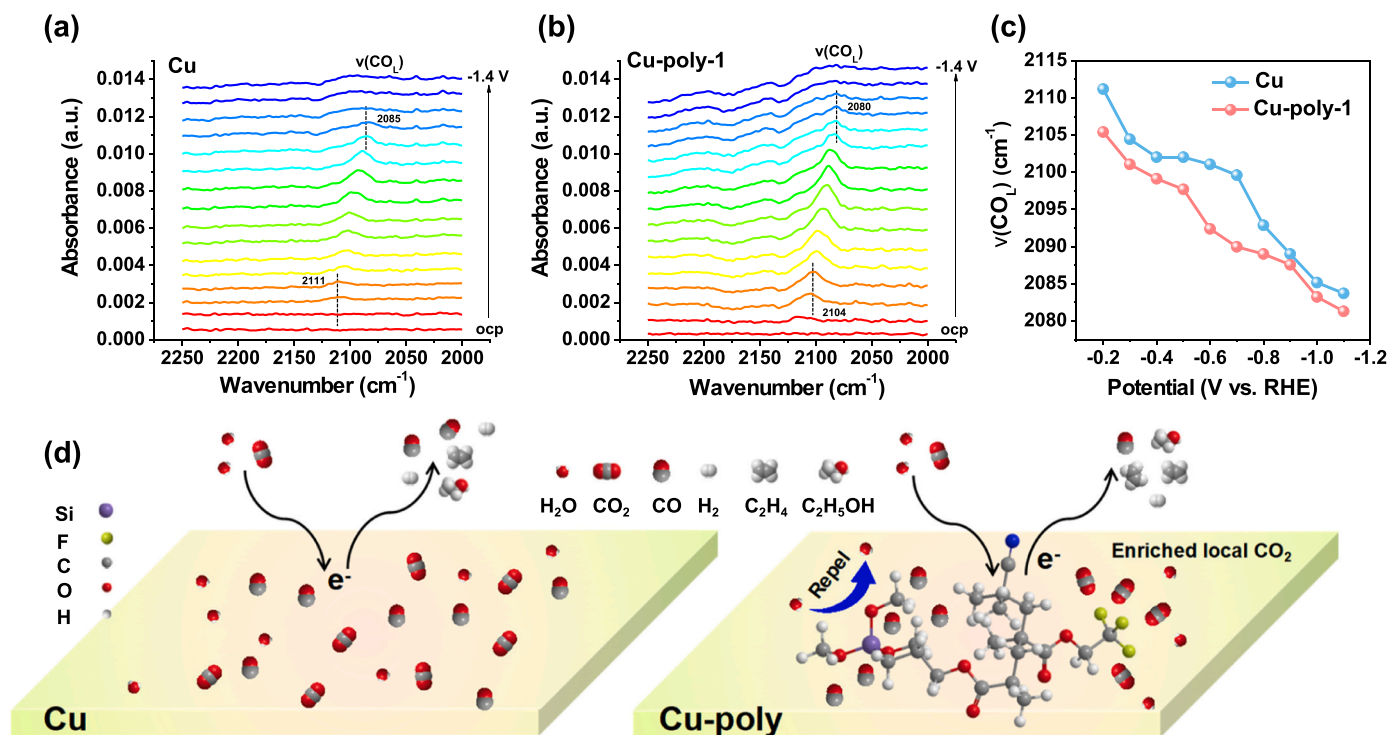 (a)
Cu
ν(CO_L)
-1.4 V
2085
2111
ocp
0.014
0.012
0.010
0.008
0.006
0.004
0.002
0.000
Absorbance (a.u.)
2250 2200 2150 2100 2050 2000
Wavenumber (cm⁻¹)
(b)
Cu-poly-1
ν(CO_L)
-1.4 V
2080
2104
ocp
0.014
0.012
0.010
0.008
0.006
0.004
0.002
0.000
Absorbance (a.u.)
2250 2200 2150 2100 2050 2000
Wavenumber (cm⁻¹)
(c)
Cu
Cu-poly-1
2115
2110
2105
2100
2095
2090
2085
2080
ν(CO_L) (cm⁻¹)
-0.2 -0.4 -0.6 -0.8 -1.0 -1.2
Potential (V vs. RHE)
(d)
Si
F
C
O
H
H₂O CO₂ CO H₂ C₂H₄ C₂H₅OH
e⁻
Cu
Repel
e⁻
Enriched local CO₂
Cu-poly